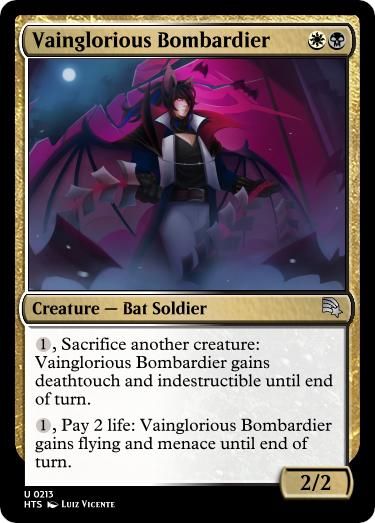 Vainglorious Bombardier
Creature — Bat Soldier
1, Sacrifice another creature:
Vainglorious Bombardier gains
deathtouch and indestructible until end
of turn.
1, Pay 2 life: Vainglorious Bombardier
gains flying and menace until end of
turn.
2/2
U 0213
HTS Luiz Vicente